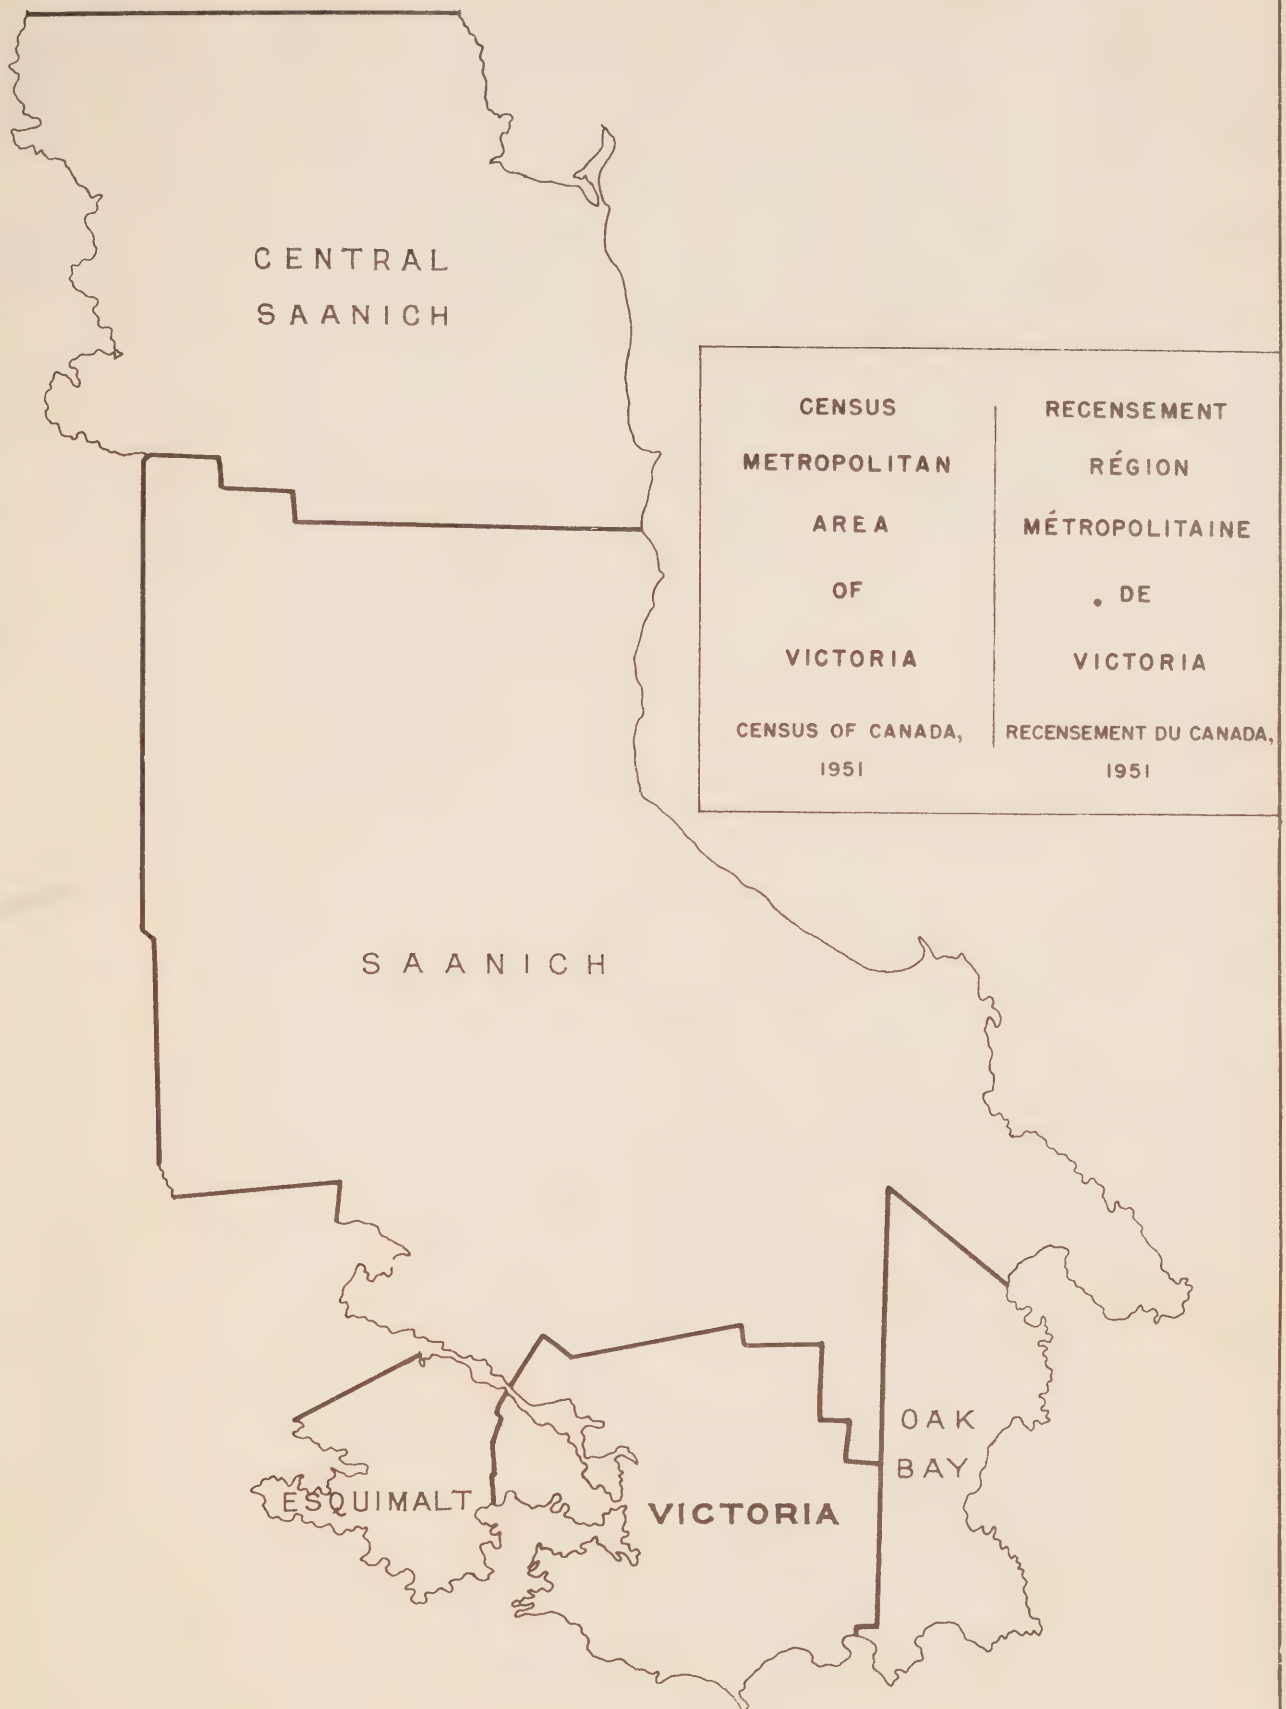 CENTRAL
SAANICH
CENSUS
METROPOLITAN
AREA
OF
VICTORIA
CENSUS OF CANADA,
1951
RECENSEMENT
RÉGION
MÉTROPOLITAINE
DE
VICTORIA
RECENSEMENT DU CANADA,
1951
SAANICH
OAK
BAY
ESQUIMALT
VICTORIA